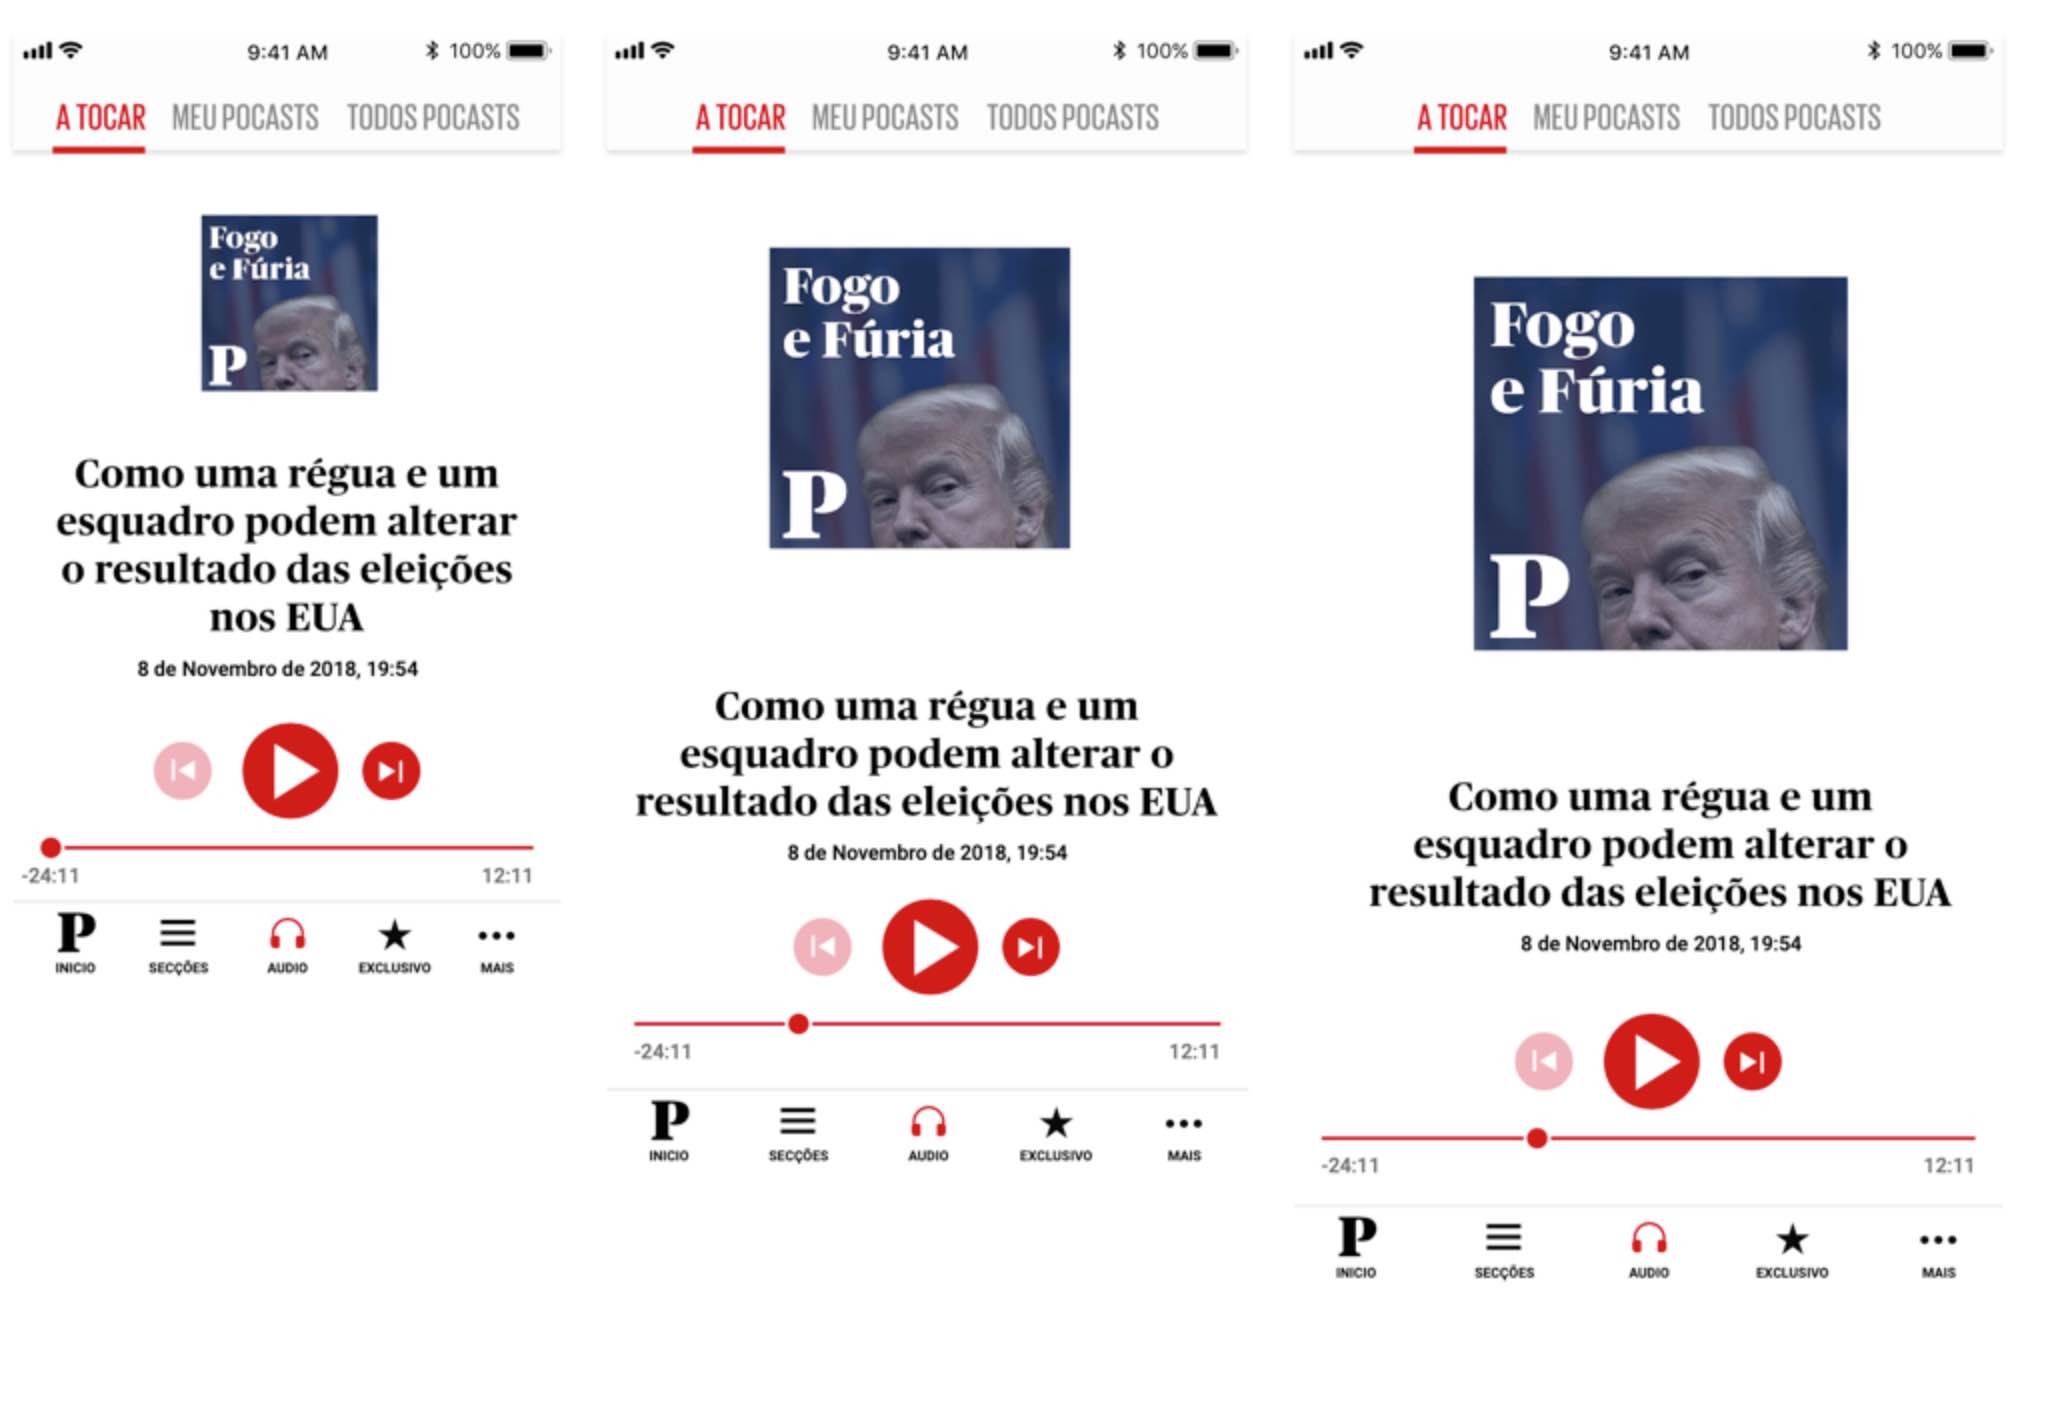 9:41 AM 100%
A TOCAR MEU POCASTS TODOS POCASTS
Fogo
e Fúria
P
Como uma régua e um
esquadro podem alterar
o resultado das eleições
nos EUA
8 de Novembro de 2018, 19:54
-24:11 12:11
P
INICIO SECÇÕES AUDIO EXCLUSIVO MAIS
9:41 AM 100%
A TOCAR MEU POCASTS TODOS POCASTS
Fogo
e Fúria
P
Como uma régua e um
esquadro podem alterar o
resultado das eleições nos EUA
8 de Novembro de 2018, 19:54
-24:11 12:11
P
INICIO SECÇÕES AUDIO EXCLUSIVO MAIS
9:41 AM 100%
A TOCAR MEU POCASTS TODOS POCASTS
Fogo
e Fúria
P
Como uma régua e um
esquadro podem alterar o
resultado das eleições nos EUA
8 de Novembro de 2018, 19:54
-24:11 12:11
P
INICIO SECÇÕES AUDIO EXCLUSIVO MAIS